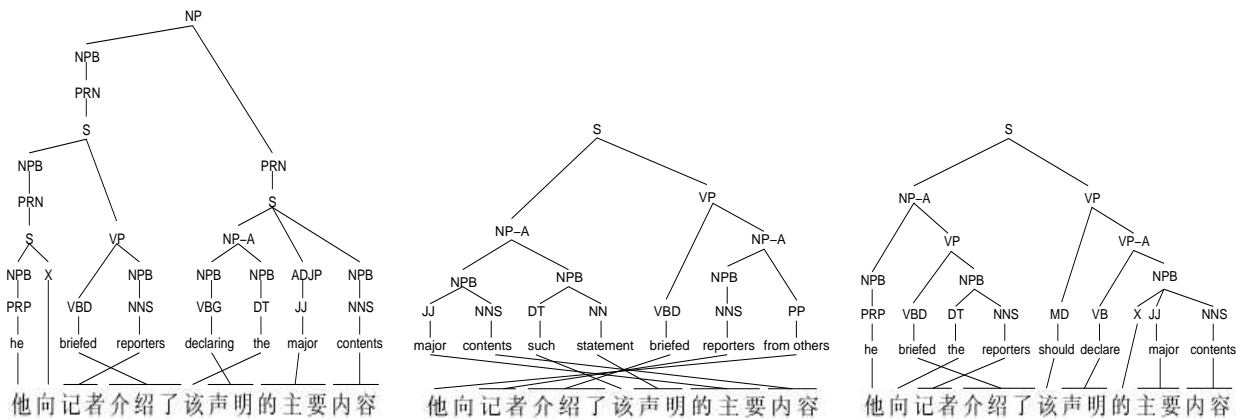 NP
NPB
PRN
S
NPB PRN
PRN S
S VP NP–A
NPB X NPB NPB NPB ADJP NPB
PRP VBD NNS VBG DT JJ NNS
he briefed reporters declaring the major contents
他向记者介绍了该声明的主要内容
S
VP
NP–A NP–A
NPB NPB NPB
JJ NNS DT NN VBD NNS PP
major contents such statement briefed reporters from others
他向记者介绍了该声明的主要内容
S
NP–A VP
VP VP–A
NPB NPB NPB
PRP VBD DT NNS MD VB X JJ NNS
he briefed the reporters should declare major contents
他向记者介绍了该声明的主要内容